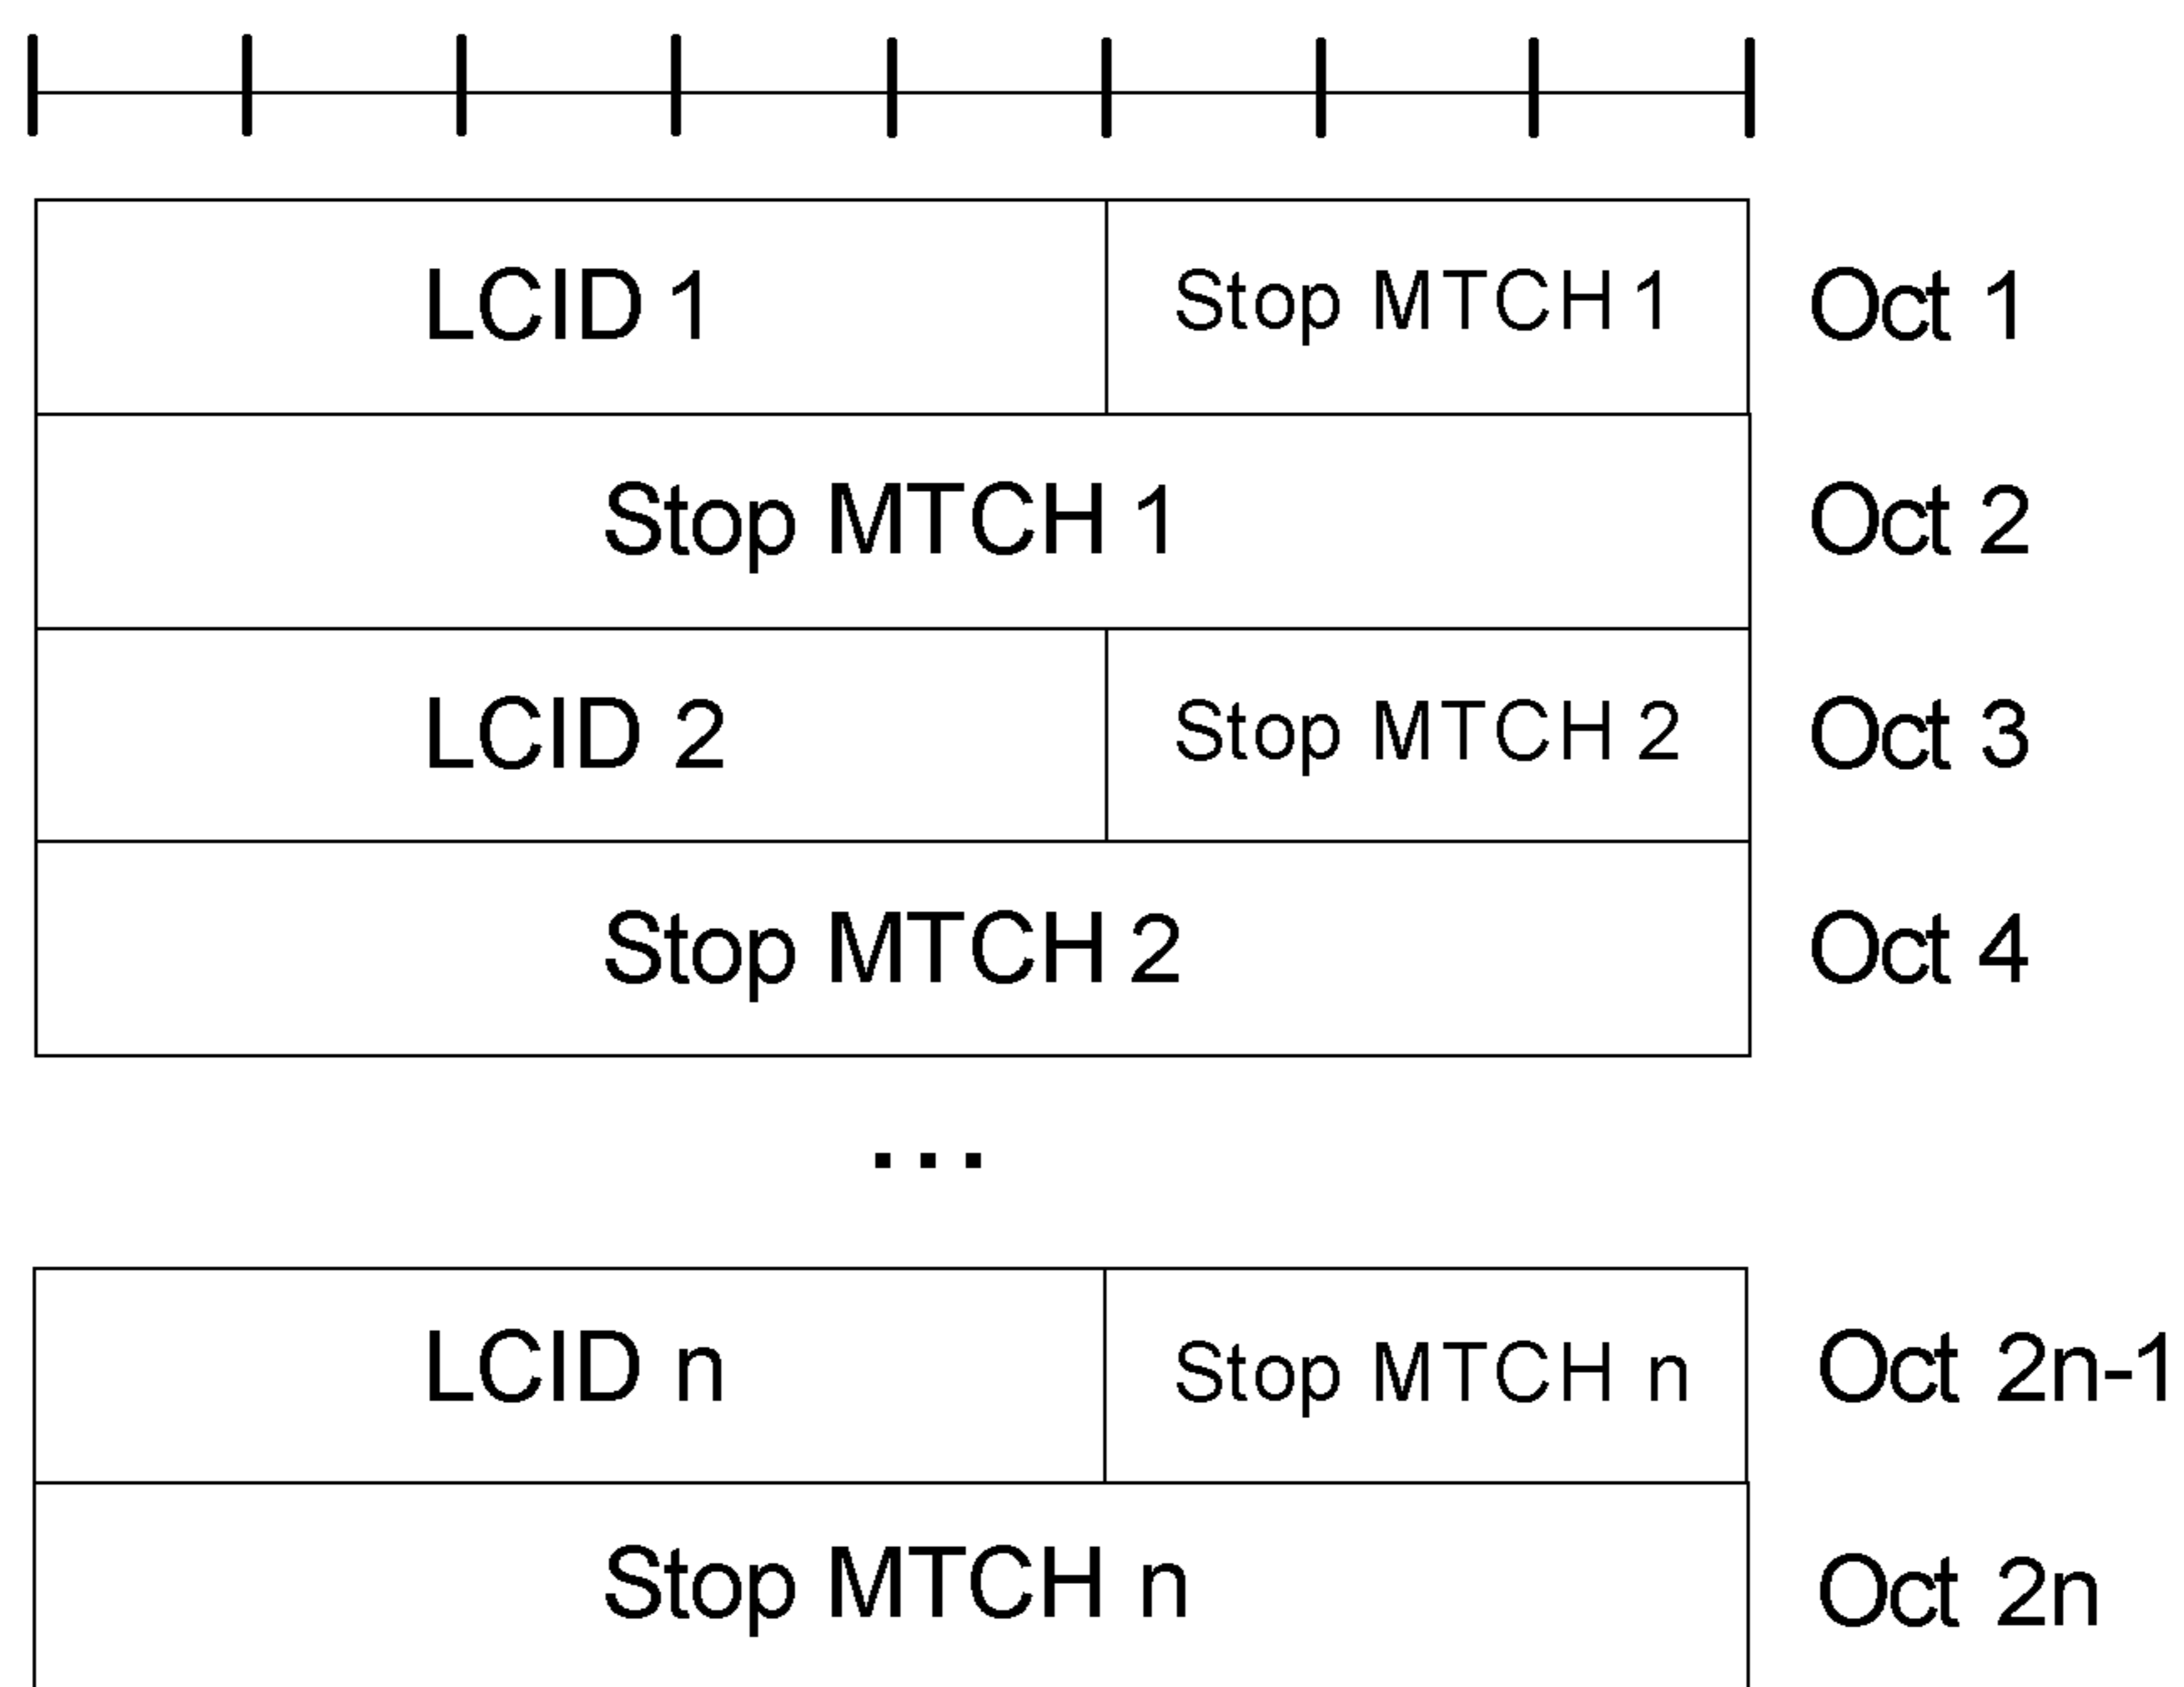 LCID 1 Stop MTCH 1 Oct 1
Stop MTCH 1 Oct 2
LCID 2 Stop MTCH 2 Oct 3
Stop MTCH 2 Oct 4
...
LCID n Stop MTCH n Oct 2n-1
Stop MTCH n Oct 2n